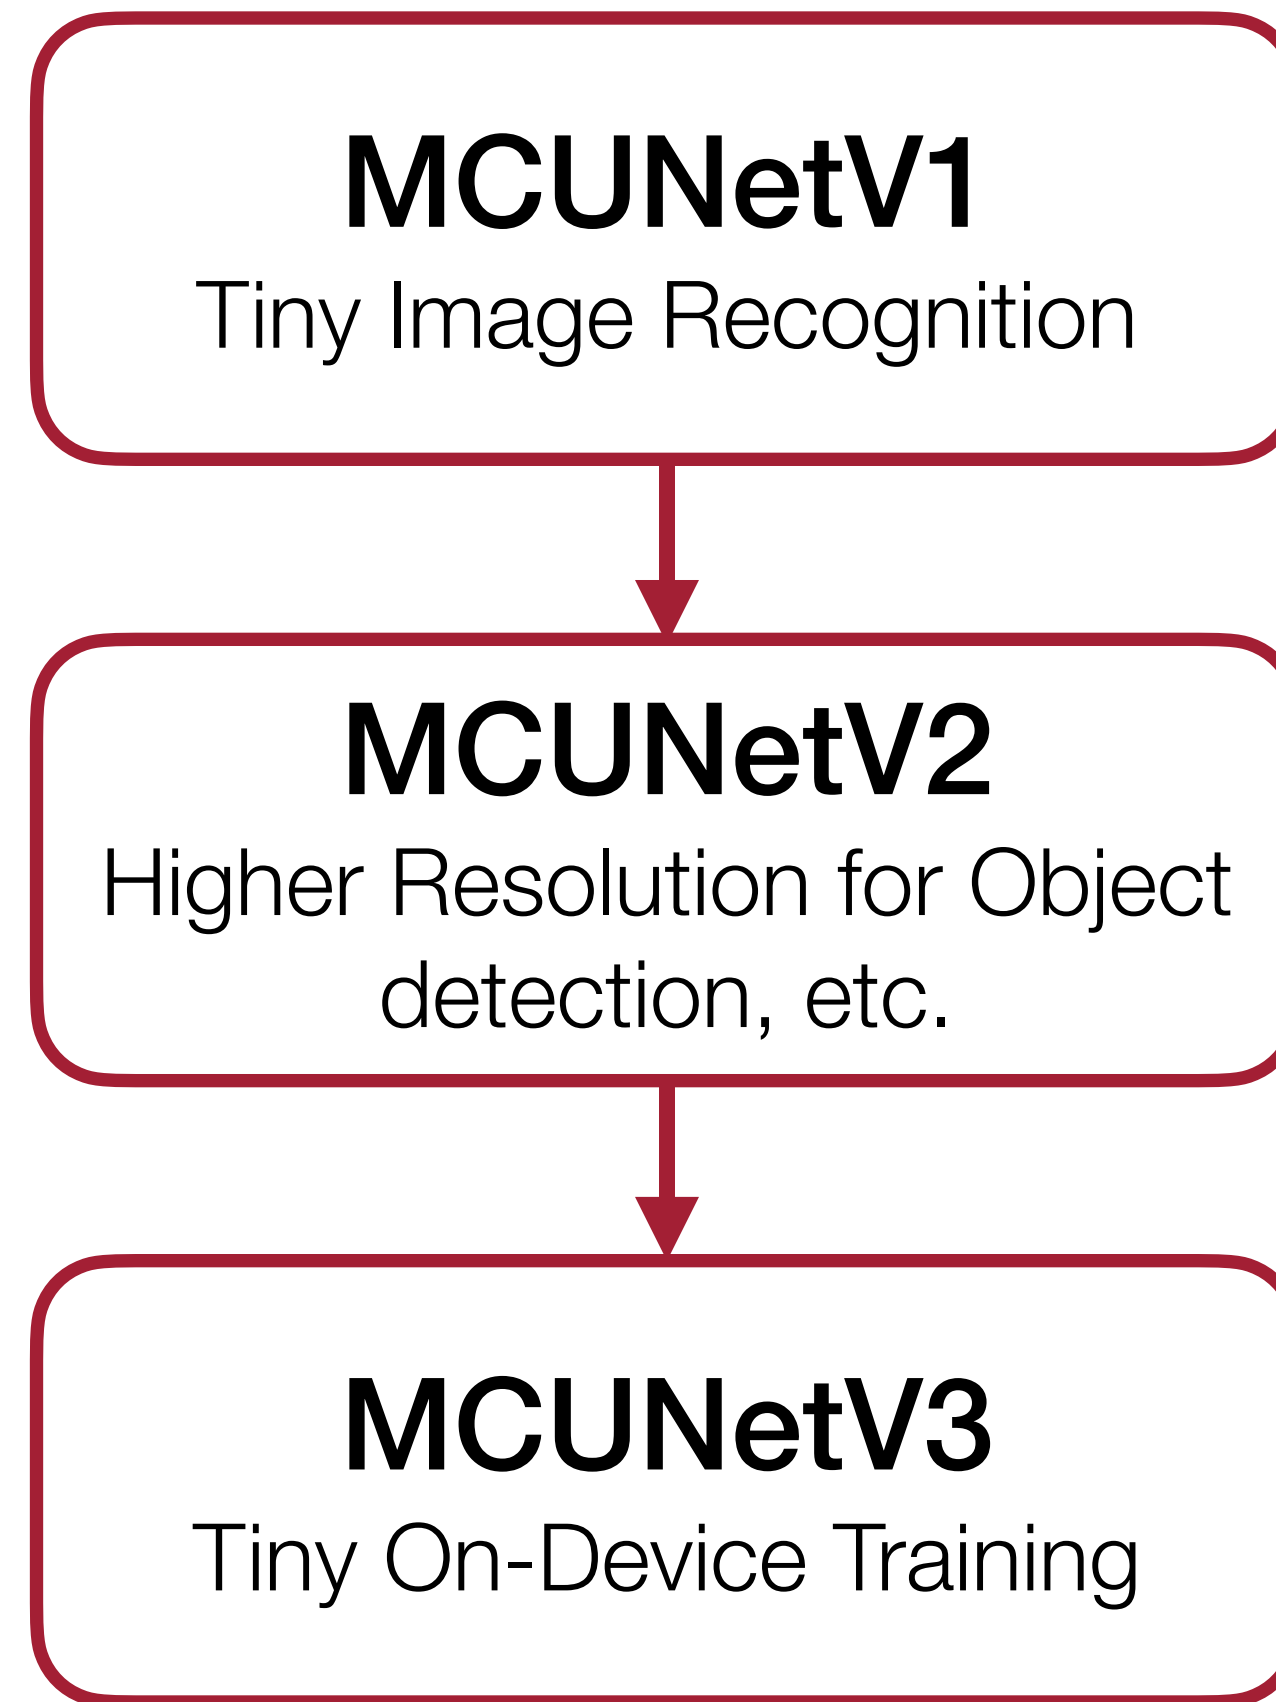 MCUNetV1
Tiny Image Recognition
MCUNetV2
Higher Resolution for Object
detection, etc.
MCUNetV3
Tiny On-Device Training